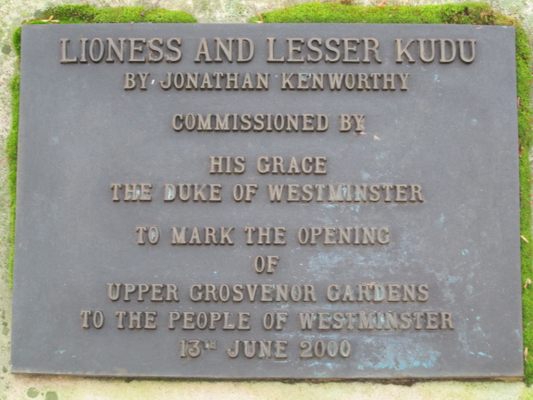 LIONESS AND LESSER KUDU
BY JONATHAN KENWORTHY
COMMISSIONED BY
HIS GRACE
THE DUKE OF WESTMINSTER
TO MARK THE OPENING
OF
UPPER GROSVENOR GARDENS
TO THE PEOPLE OF WESTMINSTER
13TH JUNE 2000